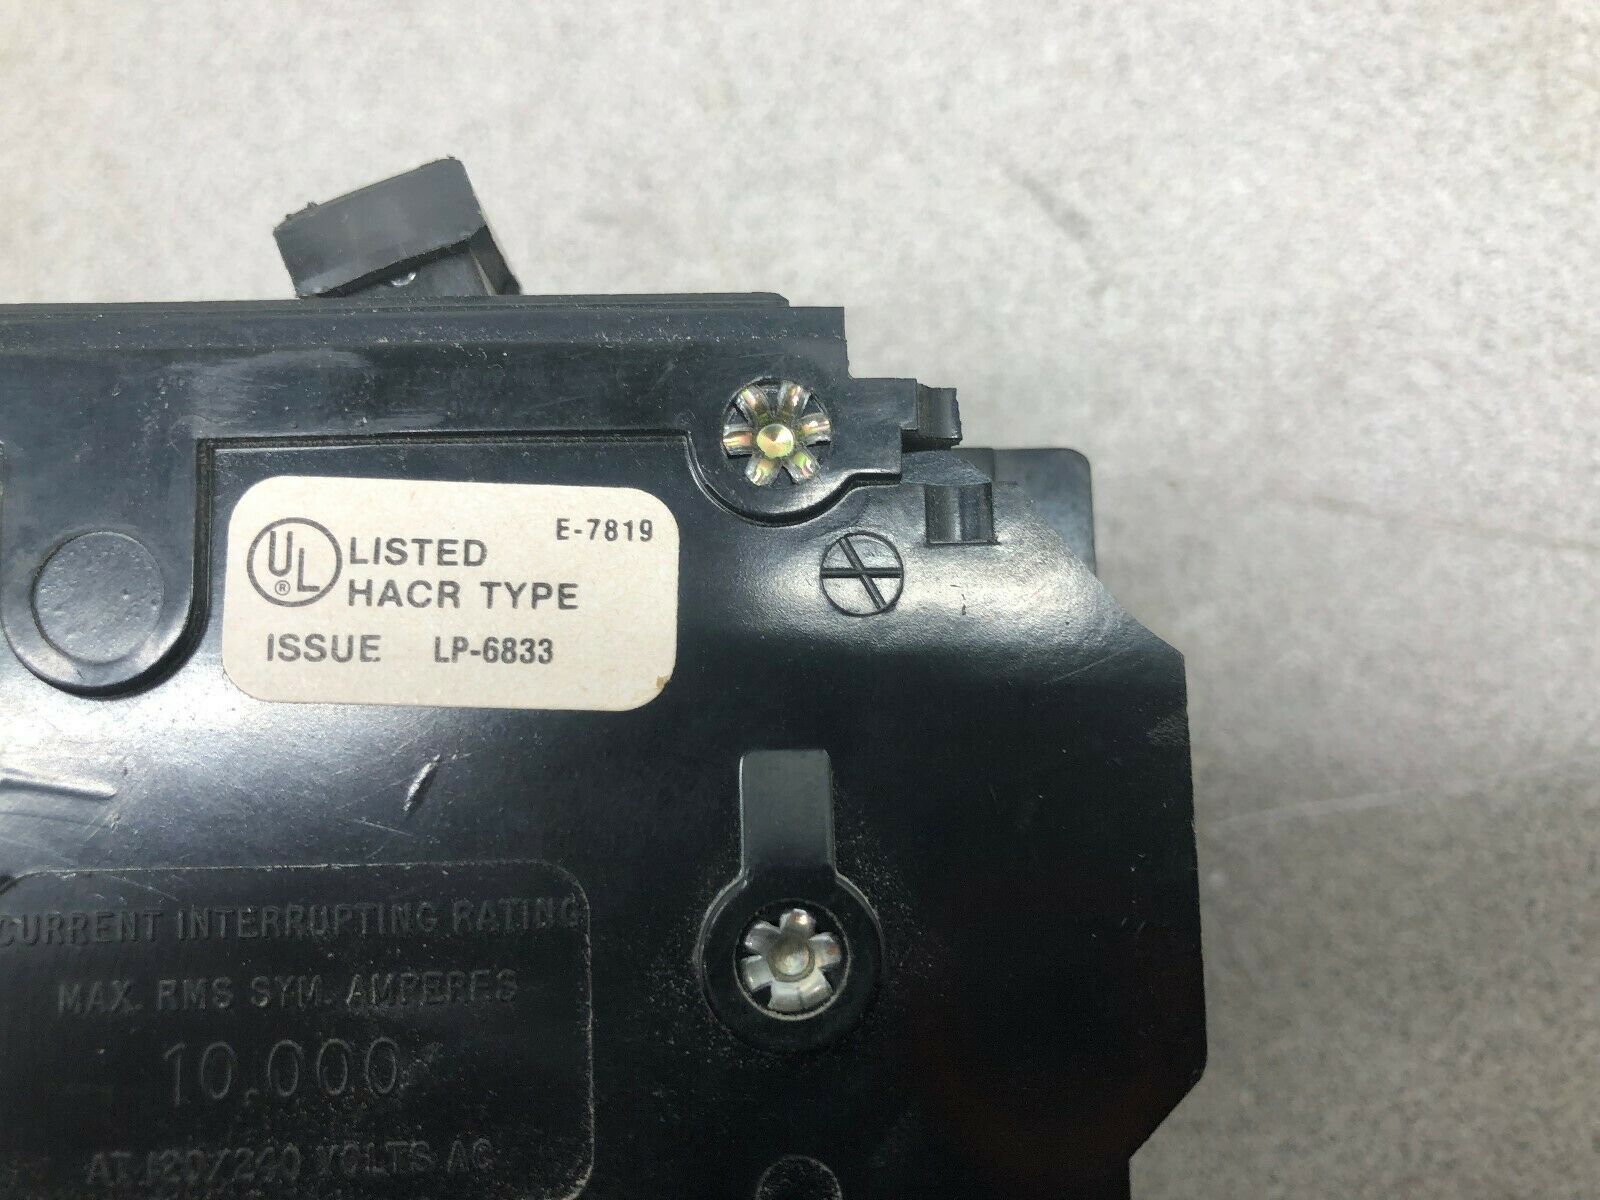 E-7819
UL® LISTED
HACR TYPE
ISSUE LP-6833
CURRENT INTERRUPTING RATING
MAX. RMS SYM. AMPERES
10,000
AT 120/240 VOLTS AC